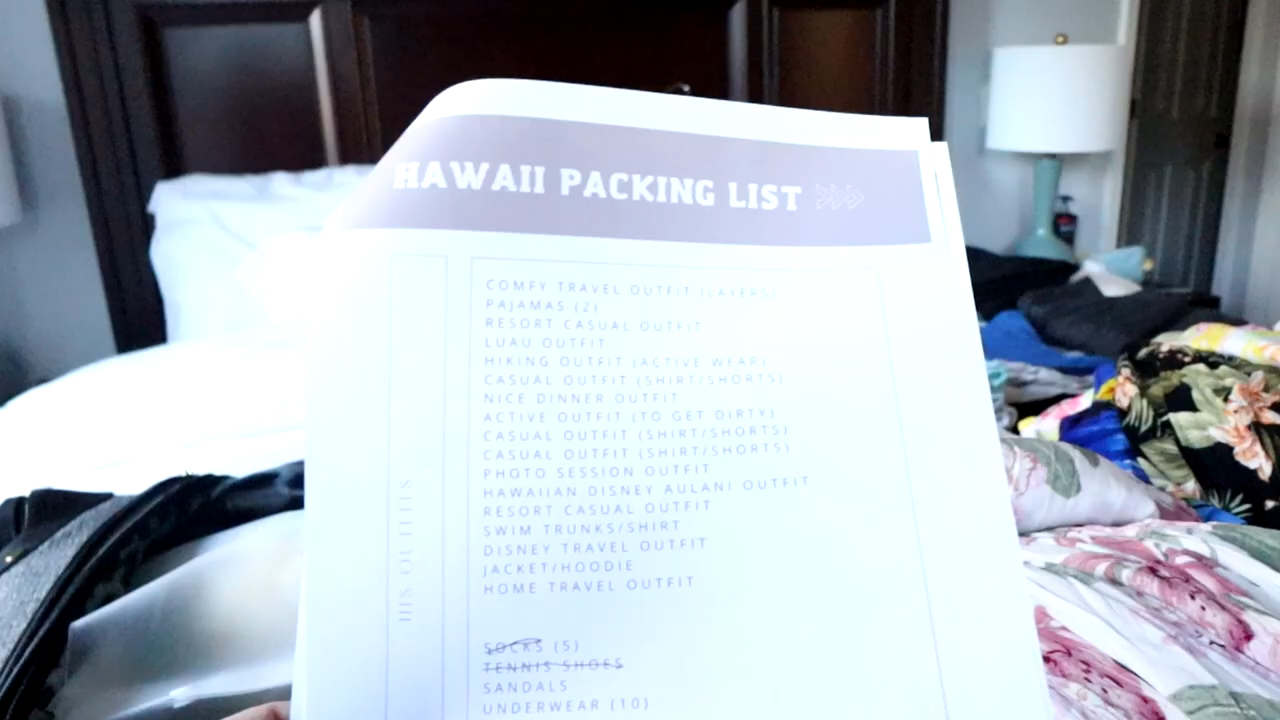 HAWAII PACKING LIST >>>
COMFY TRAVEL OUTFIT (LAYERS)
PAJAMAS (2)
RESORT CASUAL OUTFIT
LUAU OUTFIT
HIKING OUTFIT (ACTIVE WEAR)
CASUAL OUTFIT (SHIRT/SHORTS)
NICE DINNER OUTFIT
ACTIVE OUTFIT (TO GET DIRTY)
CASUAL OUTFIT (SHIRT/SHORTS)
CASUAL OUTFIT (SHIRT/SHORTS)
PHOTO SESSION OUTFIT
HAWAIIAN DISNEY AULANI OUTFIT
RESORT CASUAL OUTFIT
SWIM TRUNKS/SHIRT
DISNEY TRAVEL OUTFIT
JACKET/HOODIE
HOME TRAVEL OUTFIT
SOCKS (5)
TENNIS SHOES
SANDALS
UNDERWEAR (10)
HIS OUTFITS